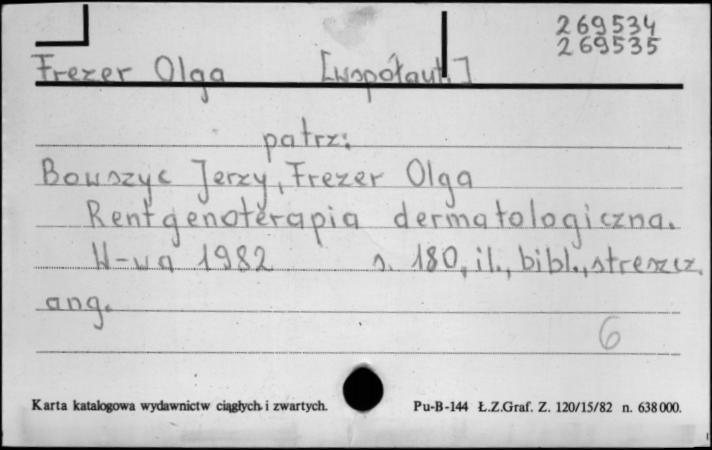 269534
269535
Frezer Olga [współaut.]
patrz:
Bowszyc Jerzy, Frezer Olga
Rentgenoterapia dermatologiczna.
W-wa 1982 s. 180, il., bibl., streszcz.
ang.
6
Karta katalogowa wydawnictw ciągłych i zwartych. Pu-B-144 Ł.Z.Graf. Z. 120/15/82 n. 638000.